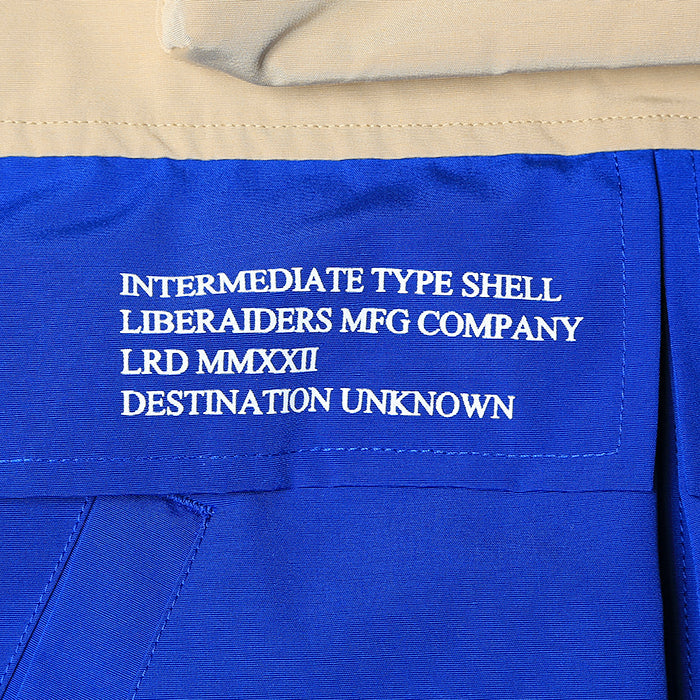 INTERMEDIATE TYPE SHELL
LIBERAIDERS MFG COMPANY
LRD MMXXII
DESTINATION UNKNOWN